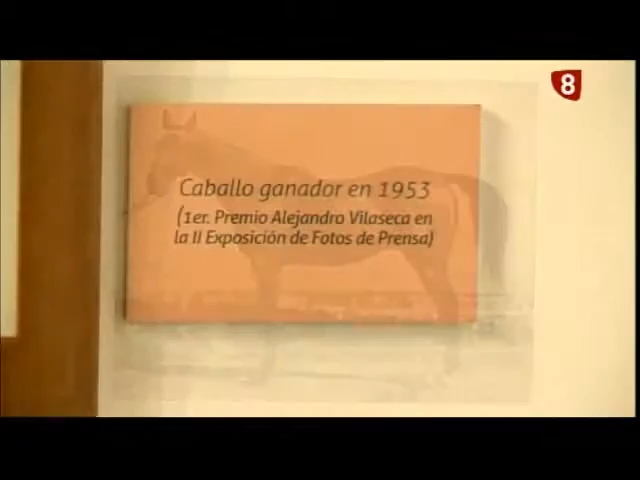 8
Caballo ganador en 1953
(1er. Premio Alejandro Vilaseca en
la II Exposición de Fotos de Prensa)